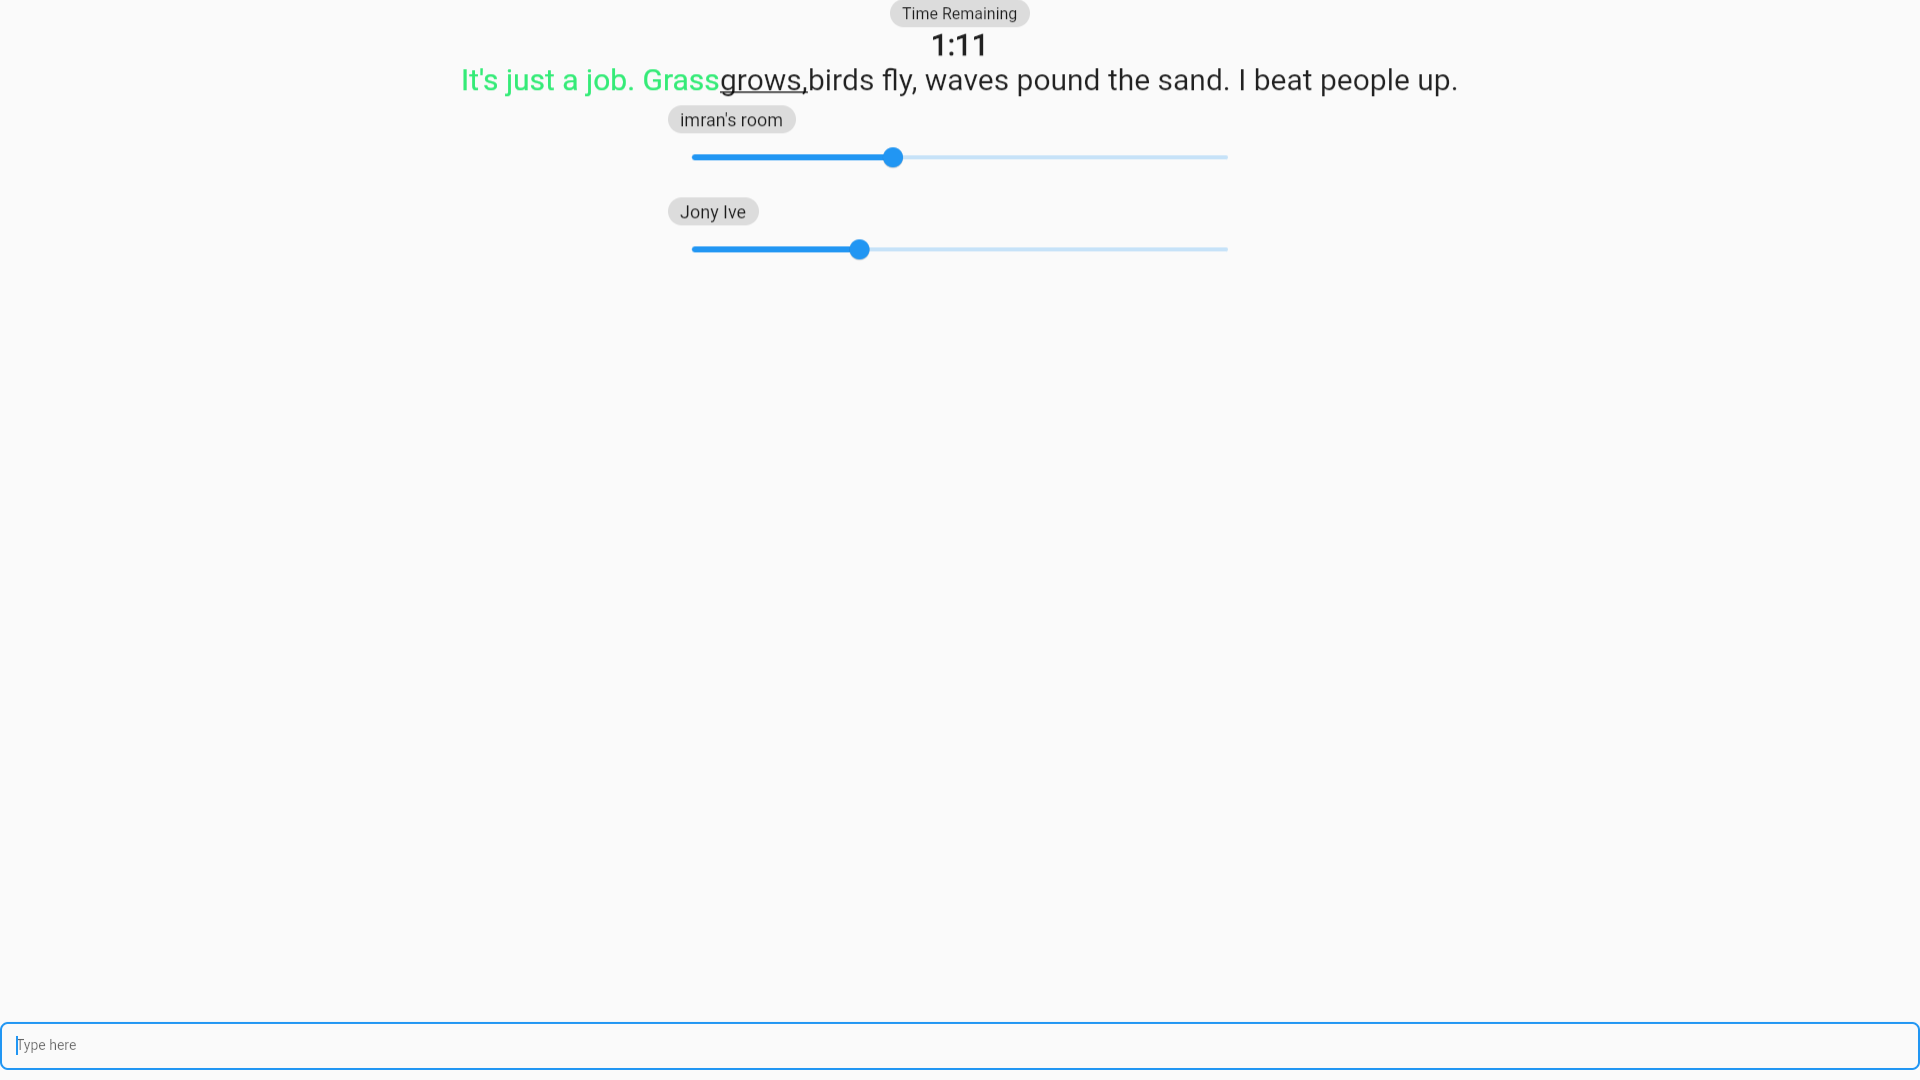 Time Remaining
1:11
It's just a job. Grassgrows,birds fly, waves pound the sand. I beat people up.
imran's room
Jony Ive
Type here